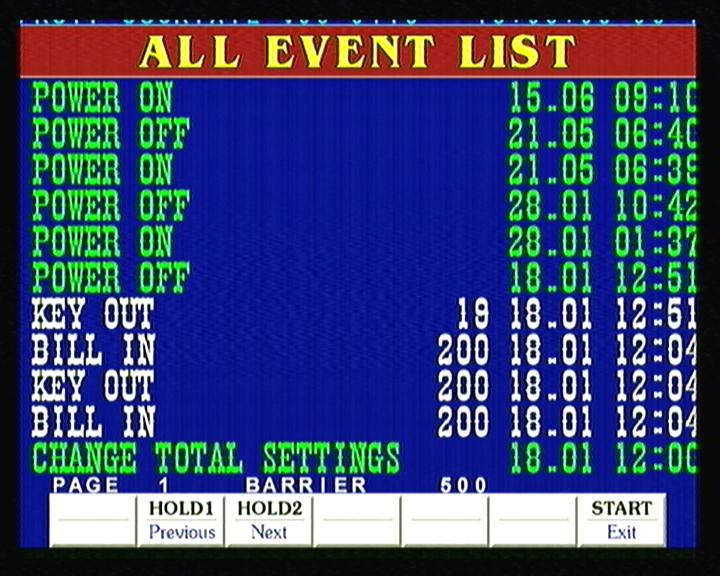 ALL EVENT LIST
POWER ON 15.06 09:10
POWER OFF 21.05 06:40
POWER ON 21.05 06:39
POWER OFF 28.01 10:42
POWER ON 28.01 01:37
POWER OFF 18.01 12:51
KEY OUT 19 18.01 12:51
BILL IN 200 18.01 12:04
KEY OUT 200 18.01 12:04
BILL IN 200 18.01 12:04
CHANGE TOTAL SETTINGS 18.01 12:00
PAGE 1 BARRIER 500
HOLD1 HOLD2 START
Previous Next Exit